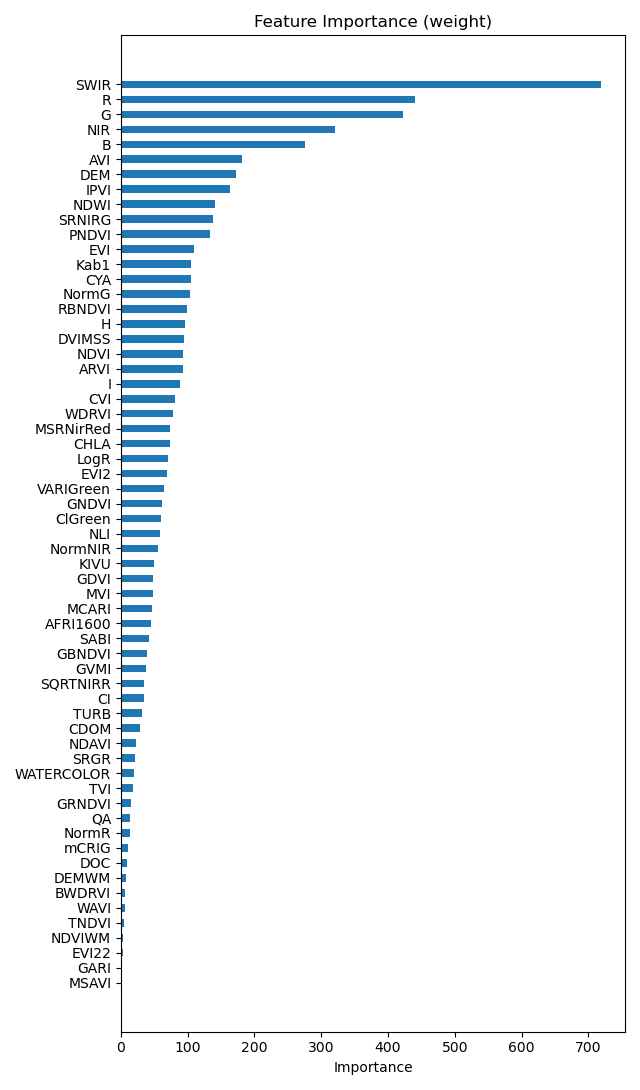 Feature Importance (weight)
SWIR
R
G
NIR
B
AVI
DEM
IPVI
NDWI
SRNIRG
PNDVI
EVI
Kab1
CYA
NormG
RBNDVI
H
DVIMSS
NDVI
ARVI
I
CVI
WDRVI
MSRNirRed
CHLA
LogR
EVI2
VARIGreen
GNDVI
ClGreen
NLI
NormNIR
KIVU
GDVI
MVI
MCARI
AFRI1600
SABI
GBNDVI
GVMI
SQRTNIRR
CI
TURB
CDOM
NDAVI
SRGR
WATERCOLOR
TVI
GRNDVI
QA
NormR
mCRIG
DOC
DEMWM
BWDRVI
WAVI
TNDVI
NDVIWM
EVI22
GARI
MSAVI
0 100 200 300 400 500 600 700
Importance